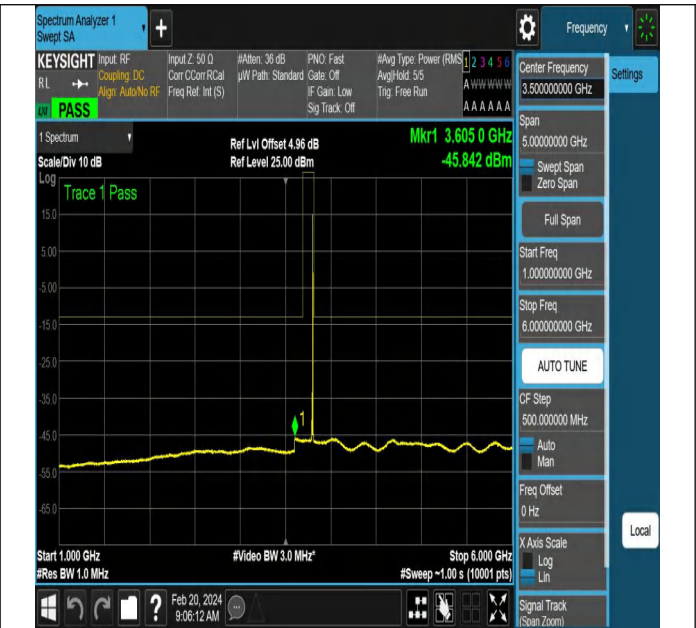 Spectrum Analyzer 1
Swept SA
Frequency
KEYSIGHT
Input: RF
Coupling: DC
Align: Auto/No RF
Input Z: 50 Ω
Corr CCorr RCal
Freq Ref: Int (S)
#Atten: 36 dB
µW Path: Standard
PNO: Fast
Gate: Off
IF Gain: Low
Sig Track: Off
#Avg Type: Power (RMS
Avg|Hold: 5/5
Trig: Free Run
1 2 3 4 5 6
A W W W W W
A A A A A A
R L
PASS
1 Spectrum
Scale/Div 10 dB
Ref Lvl Offset 4.96 dB
Ref Level 25.00 dBm
Mkr1 3.605 0 GHz
-45.842 dBm
Log
Trace 1 Pass
15.0
5.00
-5.00
-15.0
-25.0
-35.0
-45.0
-55.0
-65.0
1
Start 1.000 GHz
#Res BW 1.0 MHz
#Video BW 3.0 MHz*
Stop 6.000 GHz
#Sweep ~1.00 s (10001 pts)
Feb 20, 2024
9:06:12 AM
Center Frequency
3.500000000 GHz
Settings
Span
5.00000000 GHz
Swept Span
Zero Span
Full Span
Start Freq
1.000000000 GHz
Stop Freq
6.000000000 GHz
AUTO TUNE
CF Step
500.000000 MHz
Auto
Man
Freq Offset
0 Hz
Local
X Axis Scale
Log
Lin
Signal Track
(Span Zoom)